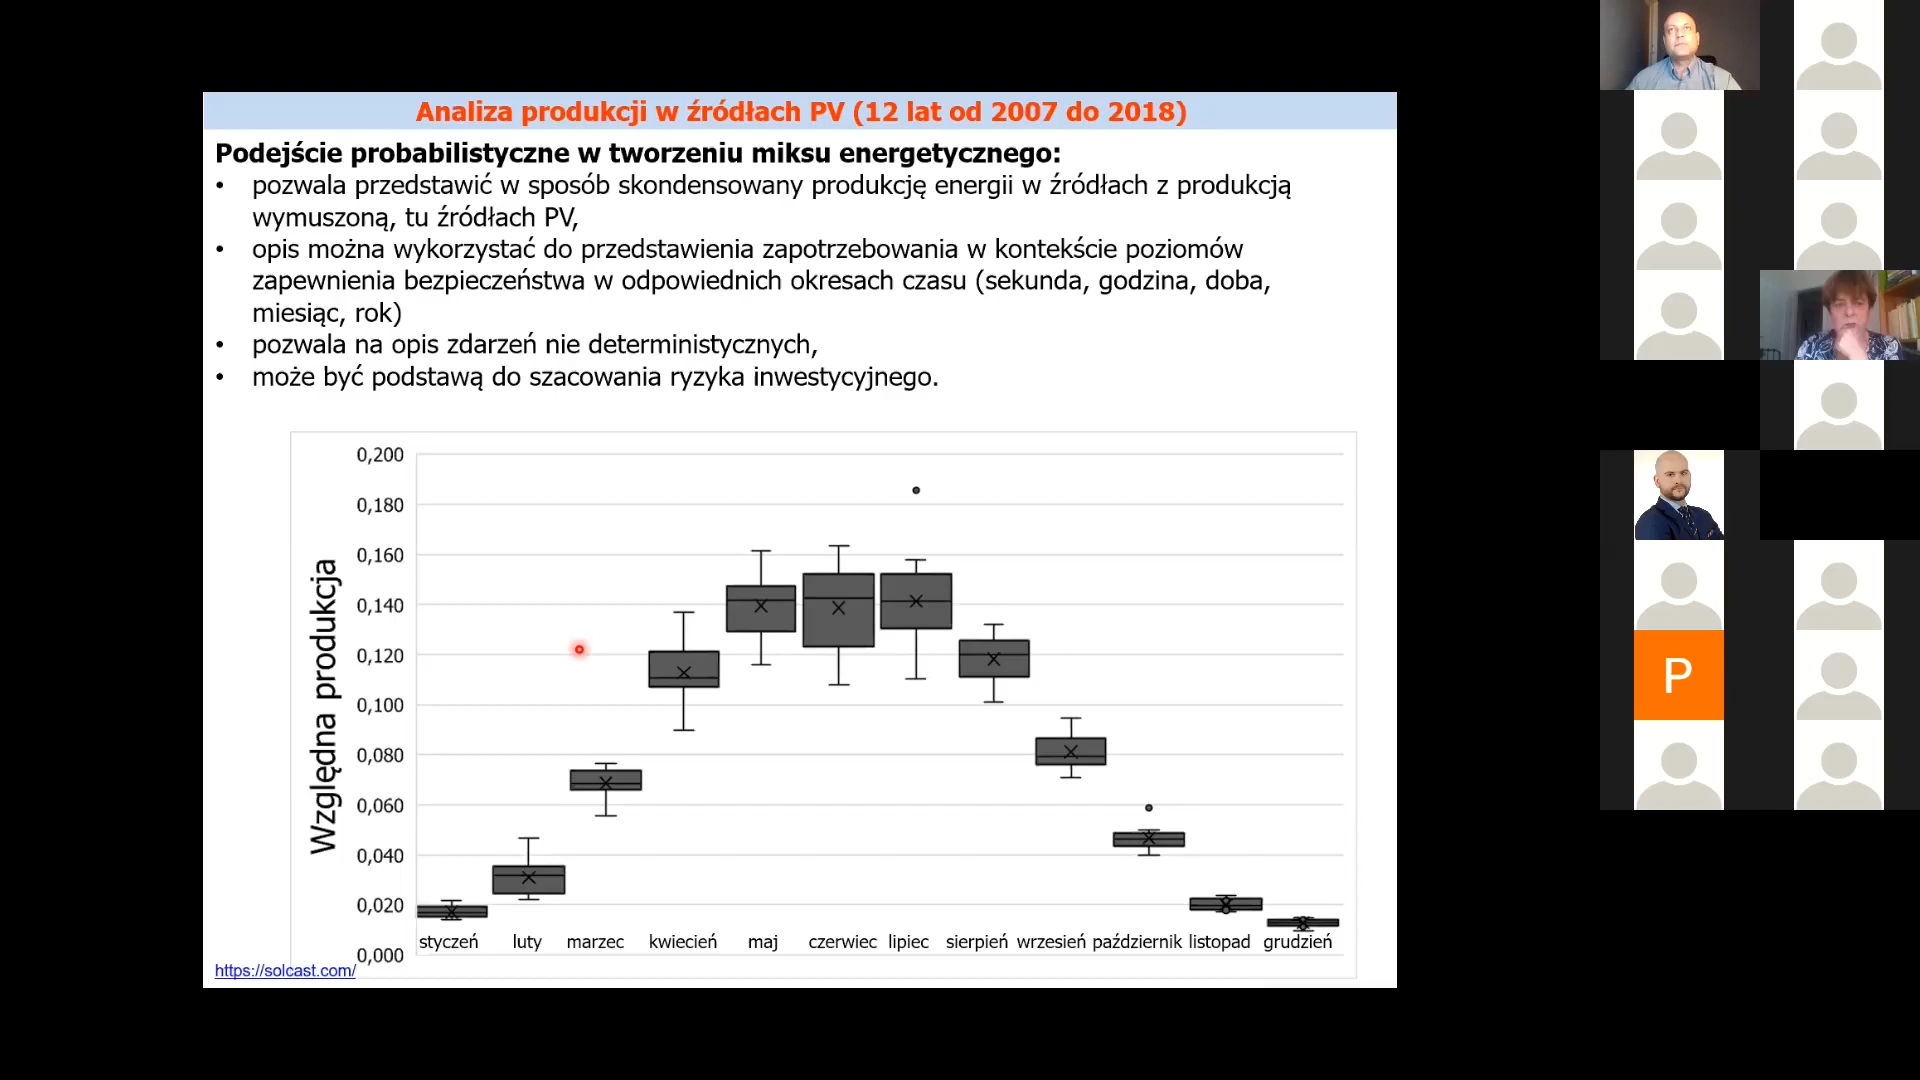 Analiza produkcji w źródłach PV (12 lat od 2007 do 2018)
Podejście probabilistyczne w tworzeniu miksu energetycznego:
• pozwala przedstawić w sposób skondensowany produkcję energii w źródłach z produkcją
wymuszoną, tu źródłach PV,
• opis można wykorzystać do przedstawienia zapotrzebowania w kontekście poziomów
zapewnienia bezpieczeństwa w odpowiednich okresach czasu (sekunda, godzina, doba,
miesiąc, rok)
• pozwala na opis zdarzeń nie deterministycznych,
• może być podstawą do szacowania ryzyka inwestycyjnego.
Względna produkcja
0,200
0,180
0,160
0,140
0,120
0,100
0,080
0,060
0,040
0,020
0,000
styczeń luty marzec kwiecień maj czerwiec lipiec sierpień wrzesień październik listopad grudzień
https://solcast.com/
P